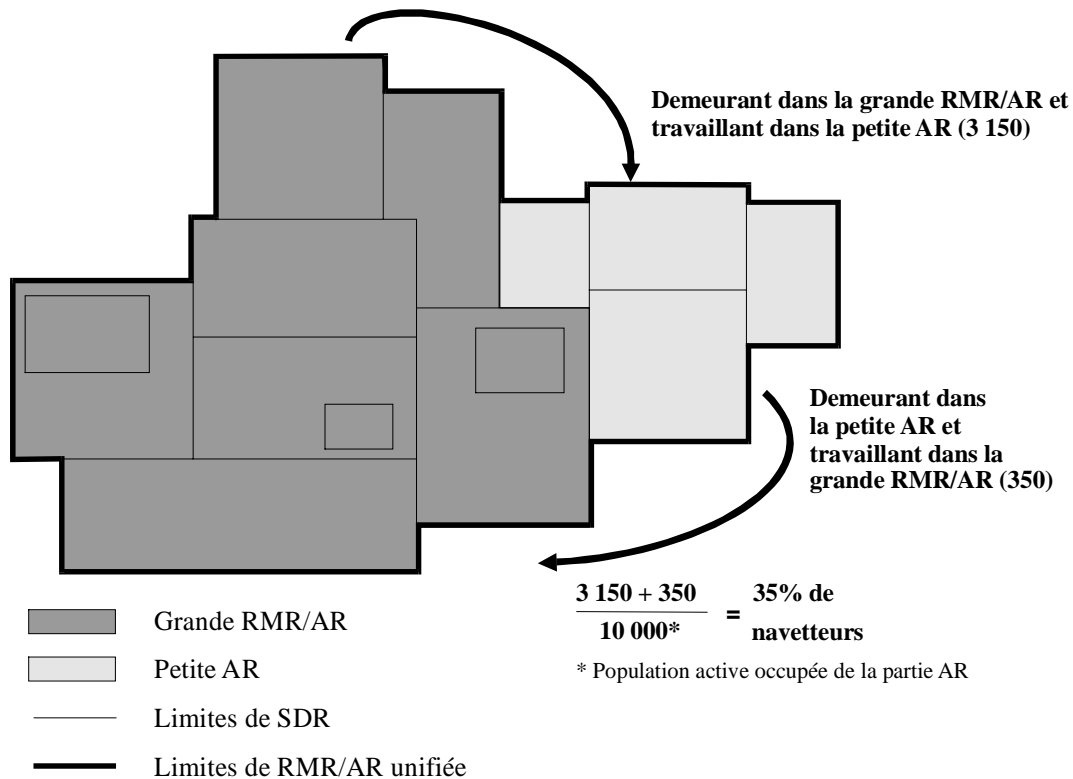 Demeurant dans la grande RMR/AR et
travaillant dans la petite AR (3 150)
Demeurant dans
la petite AR et
travaillant dans la
grande RMR/AR (350)
3 150 + 350
10 000*
=
35% de
navetteurs
* Population active occupée de la partie AR
Grande RMR/AR
Petite AR
Limites de SDR
Limites de RMR/AR unifiée